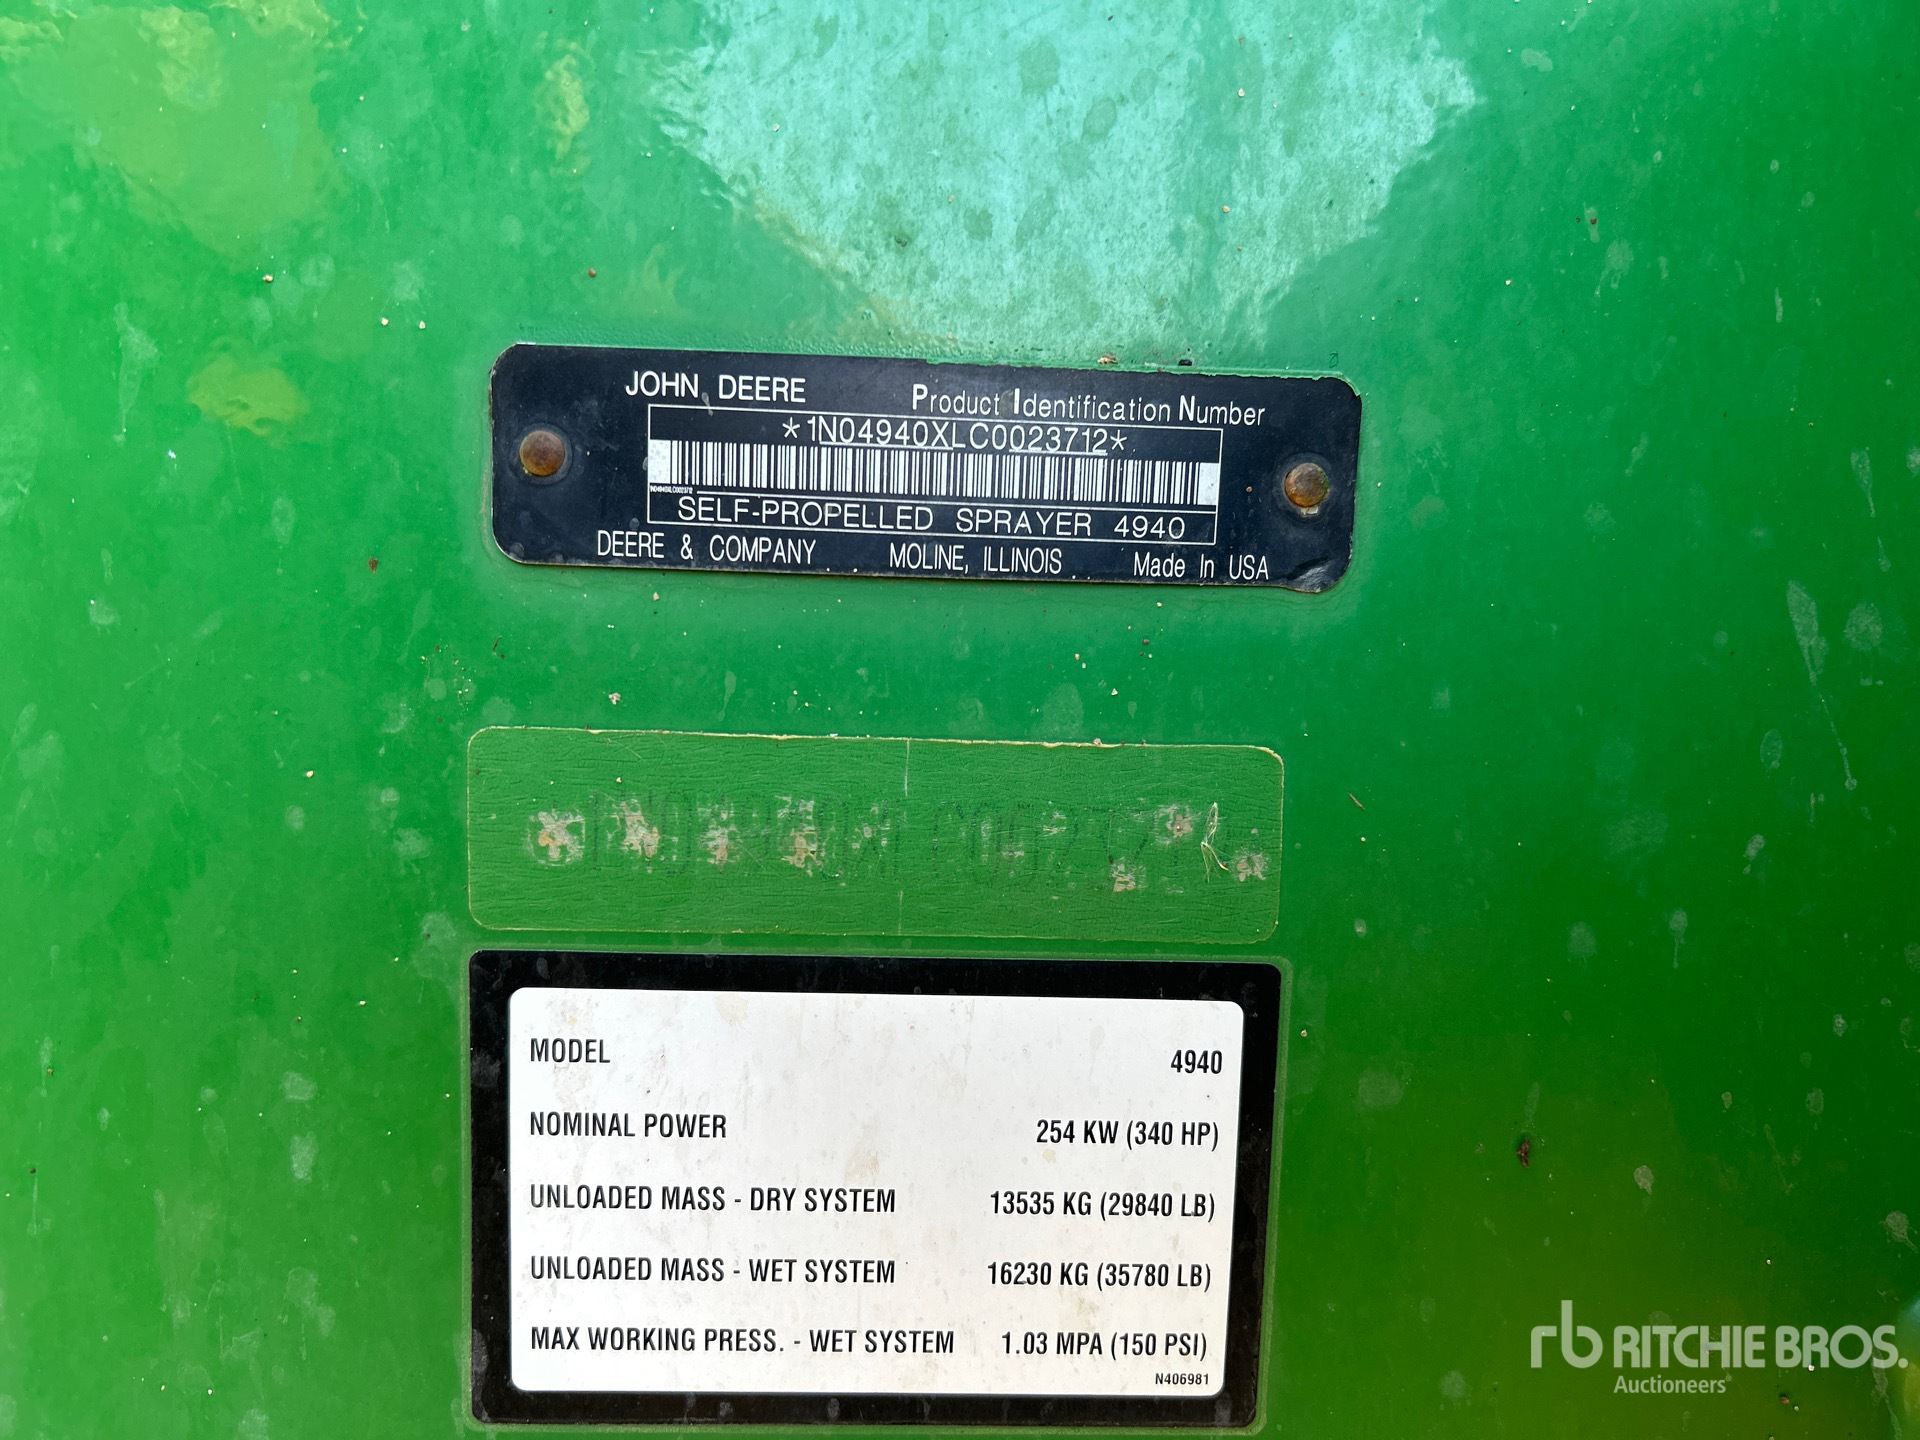 JOHN DEERE Product Identification Number
*1N04940XLC0023712*
1N04940XLC0023712
SELF-PROPELLED SPRAYER 4940
DEERE & COMPANY MOLINE, ILLINOIS Made In USA
MODEL 4940
NOMINAL POWER 254 KW (340 HP)
UNLOADED MASS - DRY SYSTEM 13535 KG (29840 LB)
UNLOADED MASS - WET SYSTEM 16230 KG (35780 LB)
MAX WORKING PRESS. - WET SYSTEM 1.03 MPA (150 PSI)
N406981
rb RITCHIE BROS.
Auctioneers